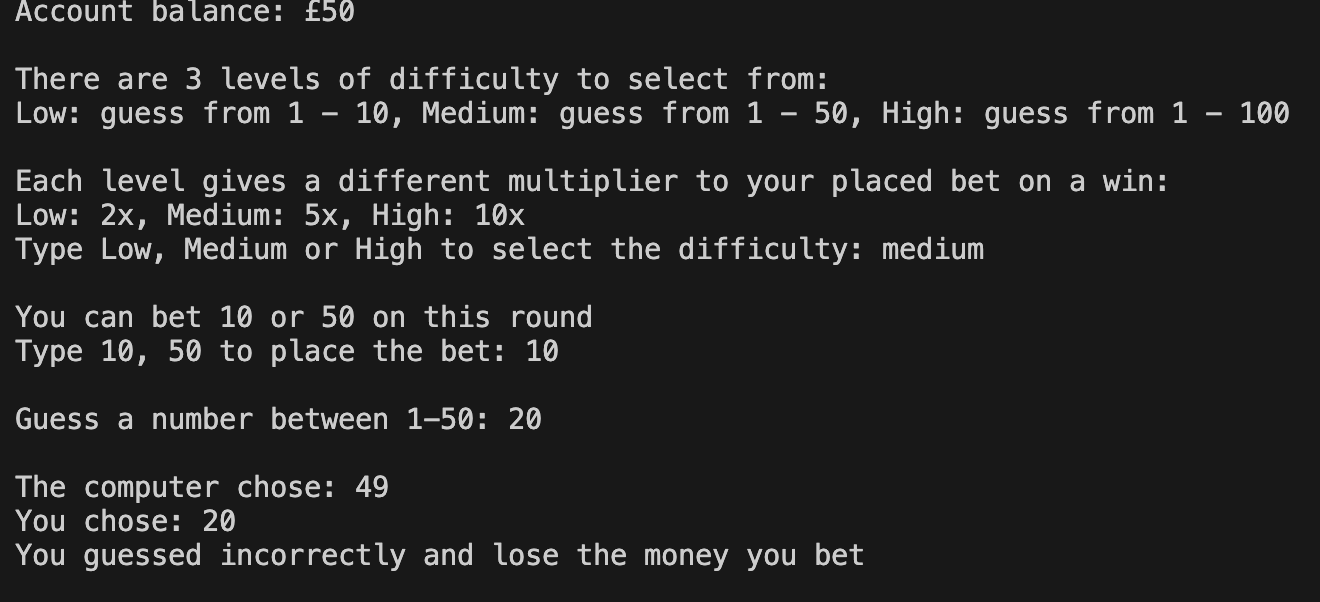 Account balance: £50
There are 3 levels of difficulty to select from:
Low: guess from 1 - 10, Medium: guess from 1 - 50, High: guess from 1 - 100
Each level gives a different multiplier to your placed bet on a win:
Low: 2x, Medium: 5x, High: 10x
Type Low, Medium or High to select the difficulty: medium
You can bet 10 or 50 on this round
Type 10, 50 to place the bet: 10
Guess a number between 1-50: 20
The computer chose: 49
You chose: 20
You guessed incorrectly and lose the money you bet